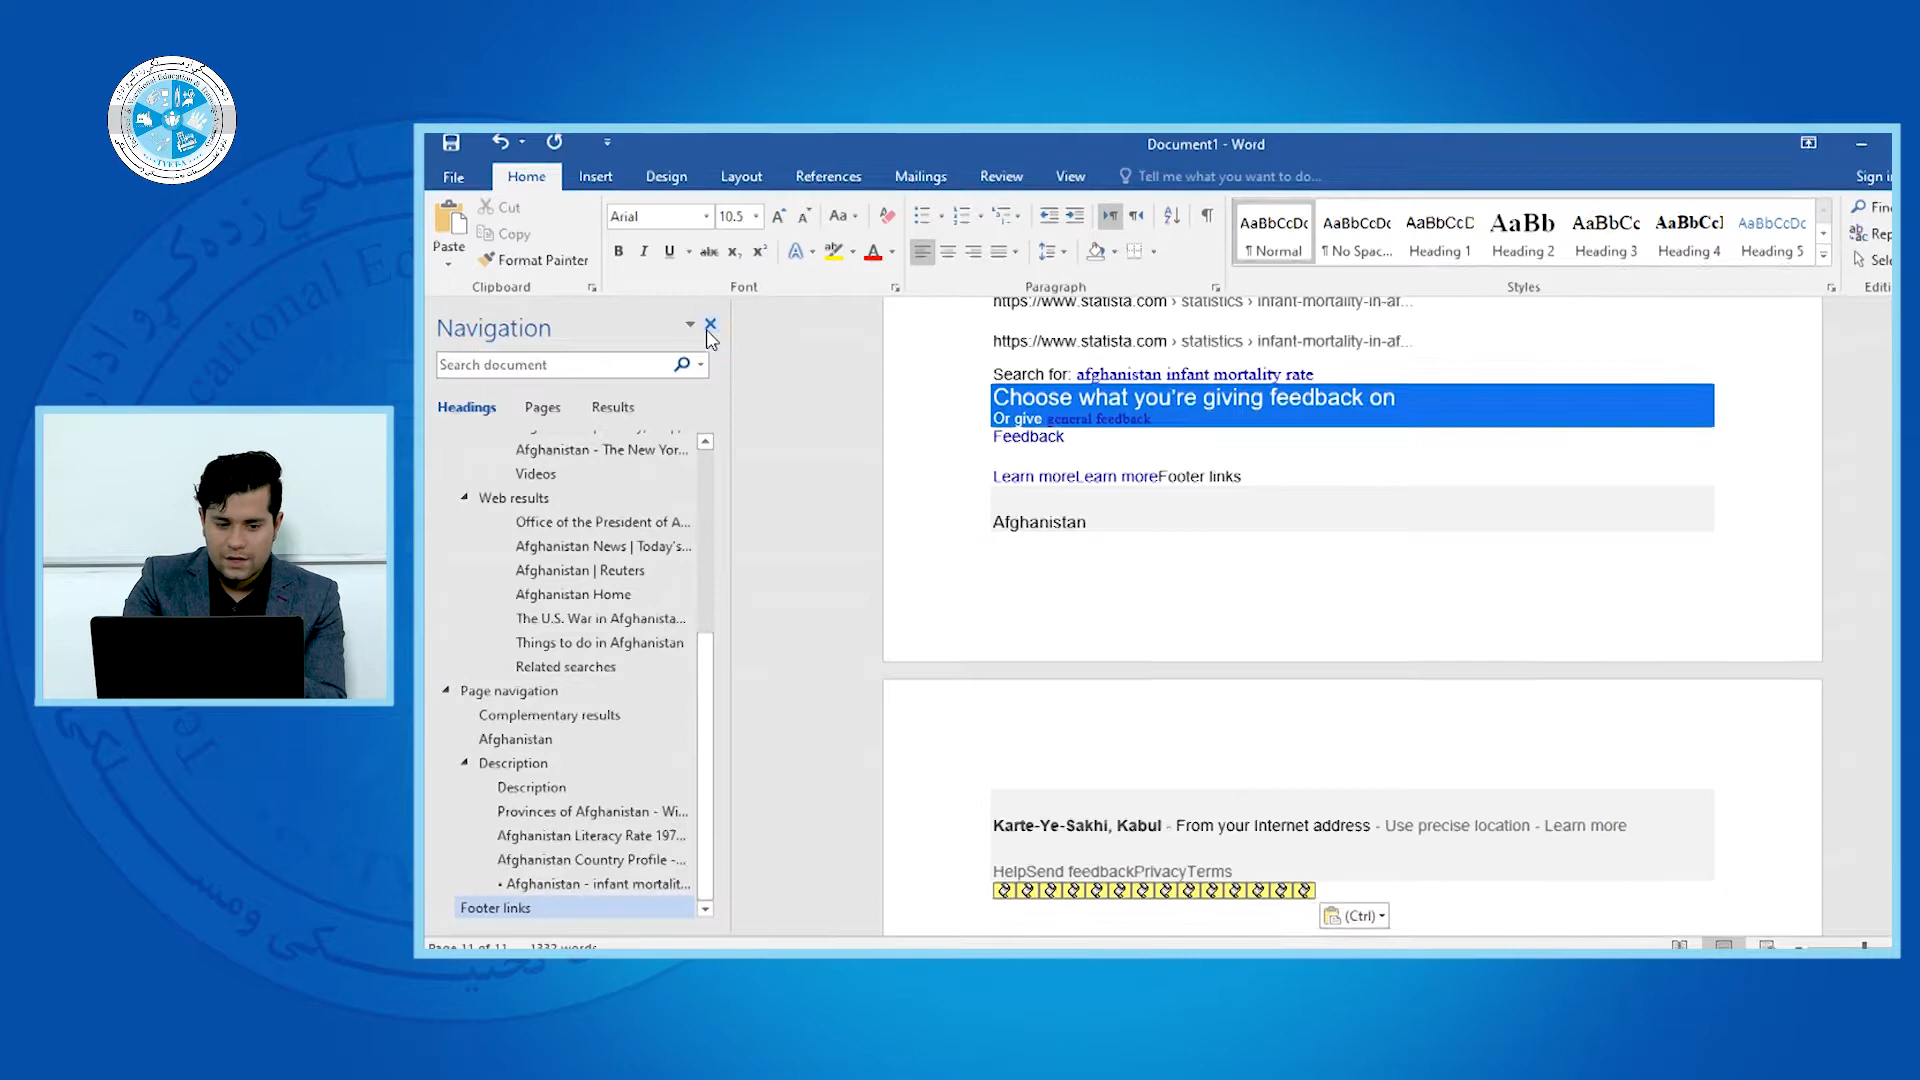 Document1 - Word
File
Home
Insert
Design
Layout
References
Mailings
Review
View
Tell me what you want to do...
Paste
Cut
Copy
Format Painter
Clipboard
Arial
10.5
Font
Paragraph
AaBbCcDc
¶ Normal
AaBbCcDc
¶ No Spac...
AaBbCcD
Heading 1
AaBb
Heading 2
AaBbCc
Heading 3
AaBbCcI
Heading 4
AaBbCcDc
Heading 5
Styles
Navigation
Search document
Headings
Pages
Results
Afghanistan - The New Yor...
Videos
Web results
Office of the President of A...
Afghanistan News | Today's...
Afghanistan | Reuters
Afghanistan Home
The U.S. War in Afghanista...
Things to do in Afghanistan
Related searches
Page navigation
Complementary results
Afghanistan
Description
Description
Provinces of Afghanistan - Wi...
Afghanistan Literacy Rate 197...
Afghanistan Country Profile -...
Afghanistan - infant mortalit...
Footer links
Page 11 of 11 1332 words
https://www.statista.com › statistics › infant-mortality-in-af...
https://www.statista.com › statistics › infant-mortality-in-af...
Search for: afghanistan infant mortality rate
Choose what you're giving feedback on
Or give general feedback
Feedback
Learn moreLearn moreFooter links
Afghanistan
Karte-Ye-Sakhi, Kabul - From your Internet address - Use precise location - Learn more
HelpSend feedbackPrivacyTerms
(Ctrl)